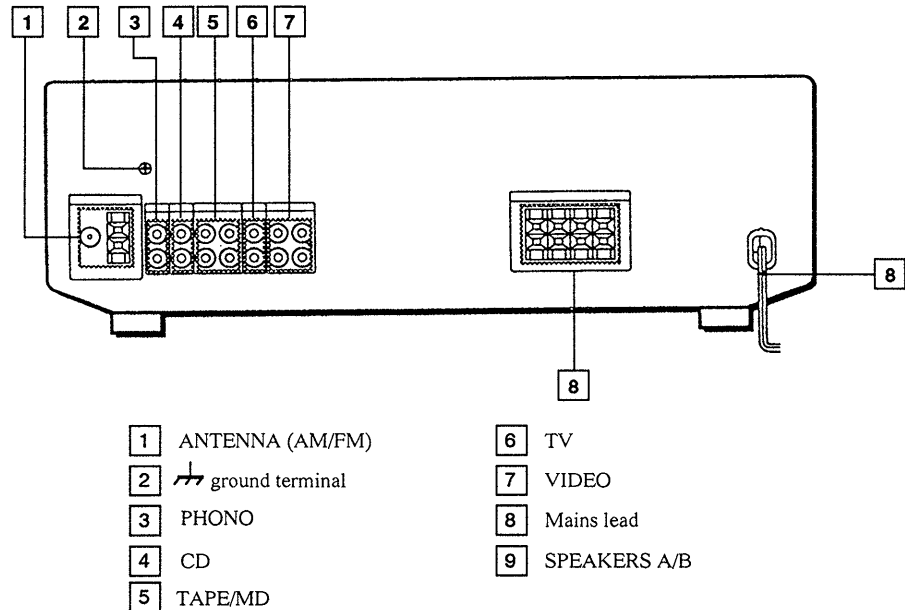 1 2 3 4 5 6 7
1
8
8
1 ANTENNA (AM/FM)
2 ground terminal
3 PHONO
4 CD
5 TAPE/MD
6 TV
7 VIDEO
8 Mains lead
9 SPEAKERS A/B